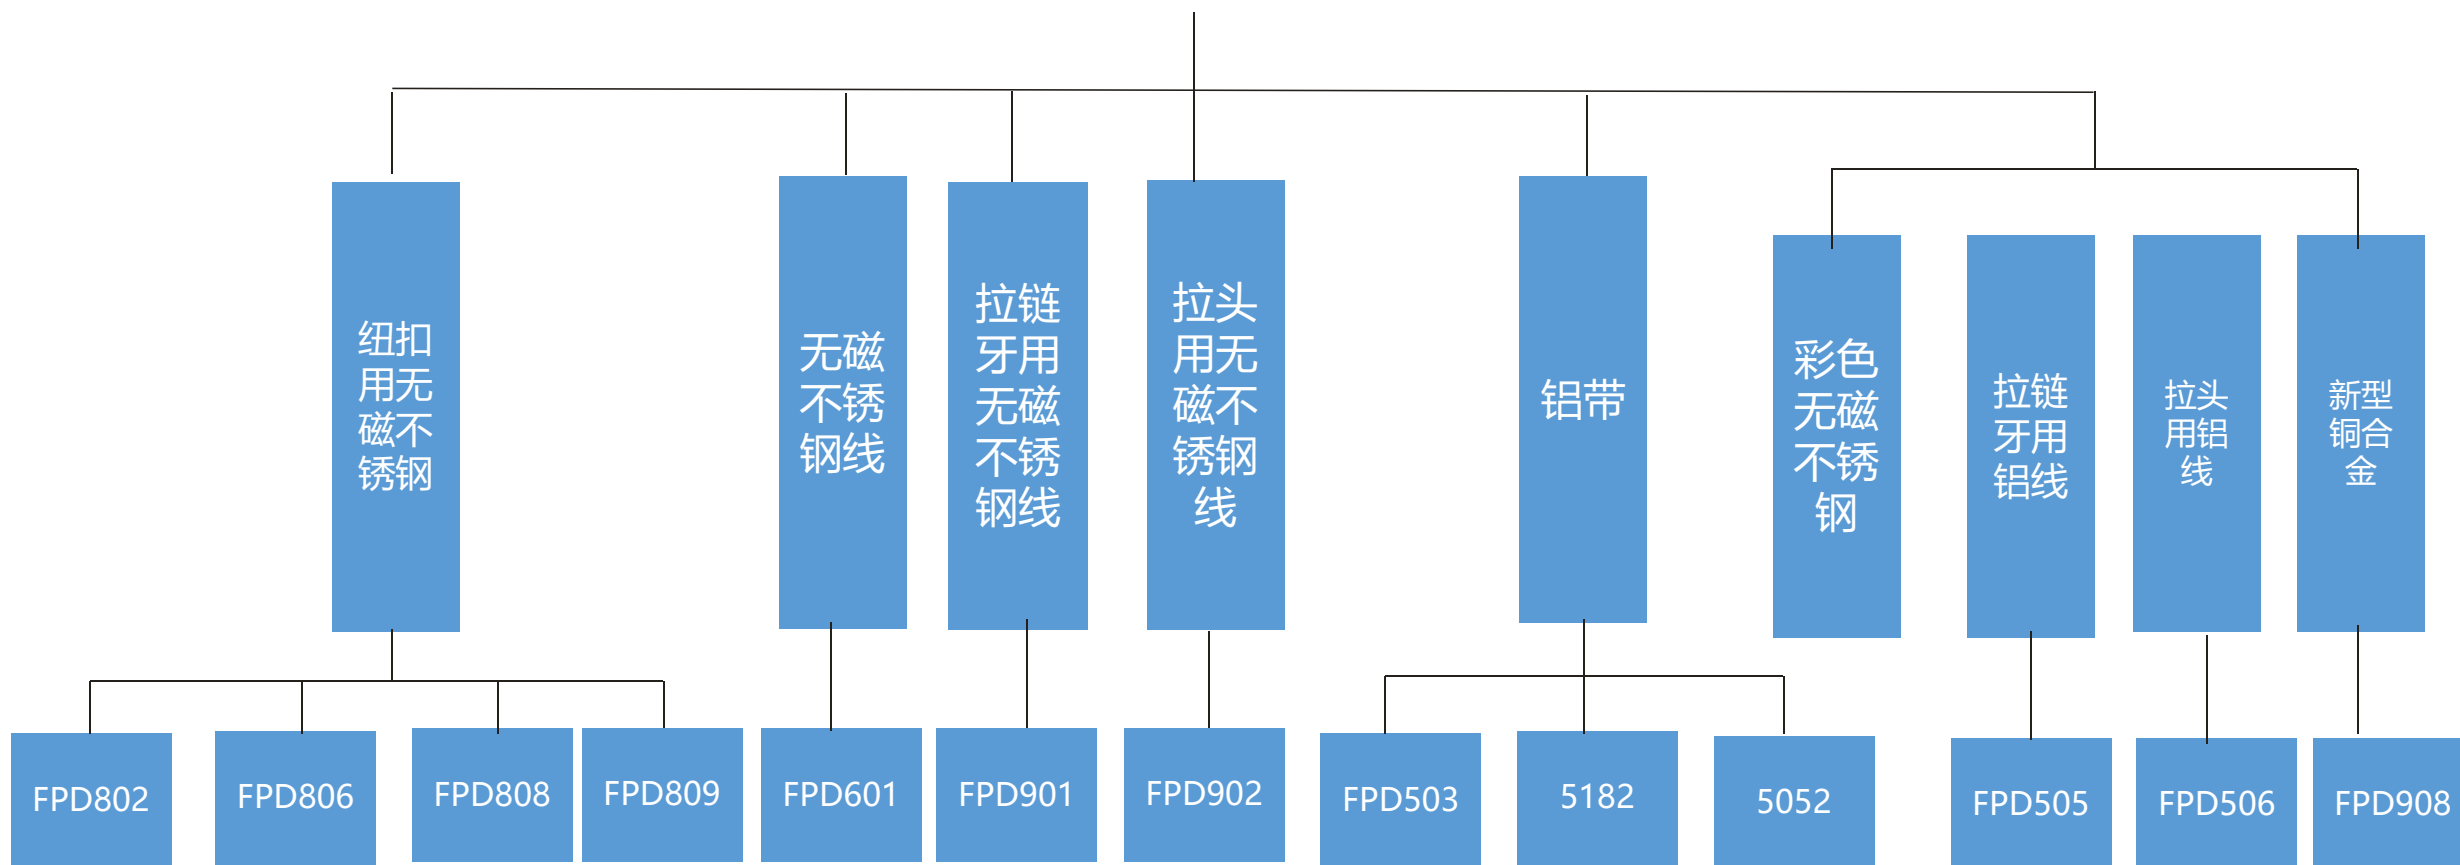 纽扣
用无
磁不
锈钢
无磁
不锈
钢线
拉链
牙用
无磁
不锈
钢线
拉头
用无
磁不
锈钢
线
铝带
彩色
无磁
不锈
钢
拉链
牙用
铝线
拉头
用铝
线
新型
铜合
金
FPD802
FPD806
FPD808
FPD809
FPD601
FPD901
FPD902
FPD503
5182
5052
FPD505
FPD506
FPD908